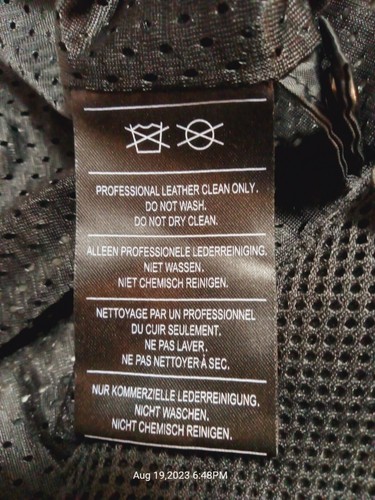 PROFESSIONAL LEATHER CLEAN ONLY.
DO NOT WASH.
DO NOT DRY CLEAN.
ALLEEN PROFESSIONELE LEDERREINIGING.
NIET WASSEN.
NIET CHEMISCH REINIGEN.
NETTOYAGE PAR UN PROFESSIONNEL
DU CUIR SEULEMENT.
NE PAS LAVER.
NE PAS NETTOYER À SEC.
NUR KOMMERZIELLE LEDERREINIGUNG.
NICHT WASCHEN.
NICHT CHEMISCH REINIGEN.
Aug 19,2023 6:48PM